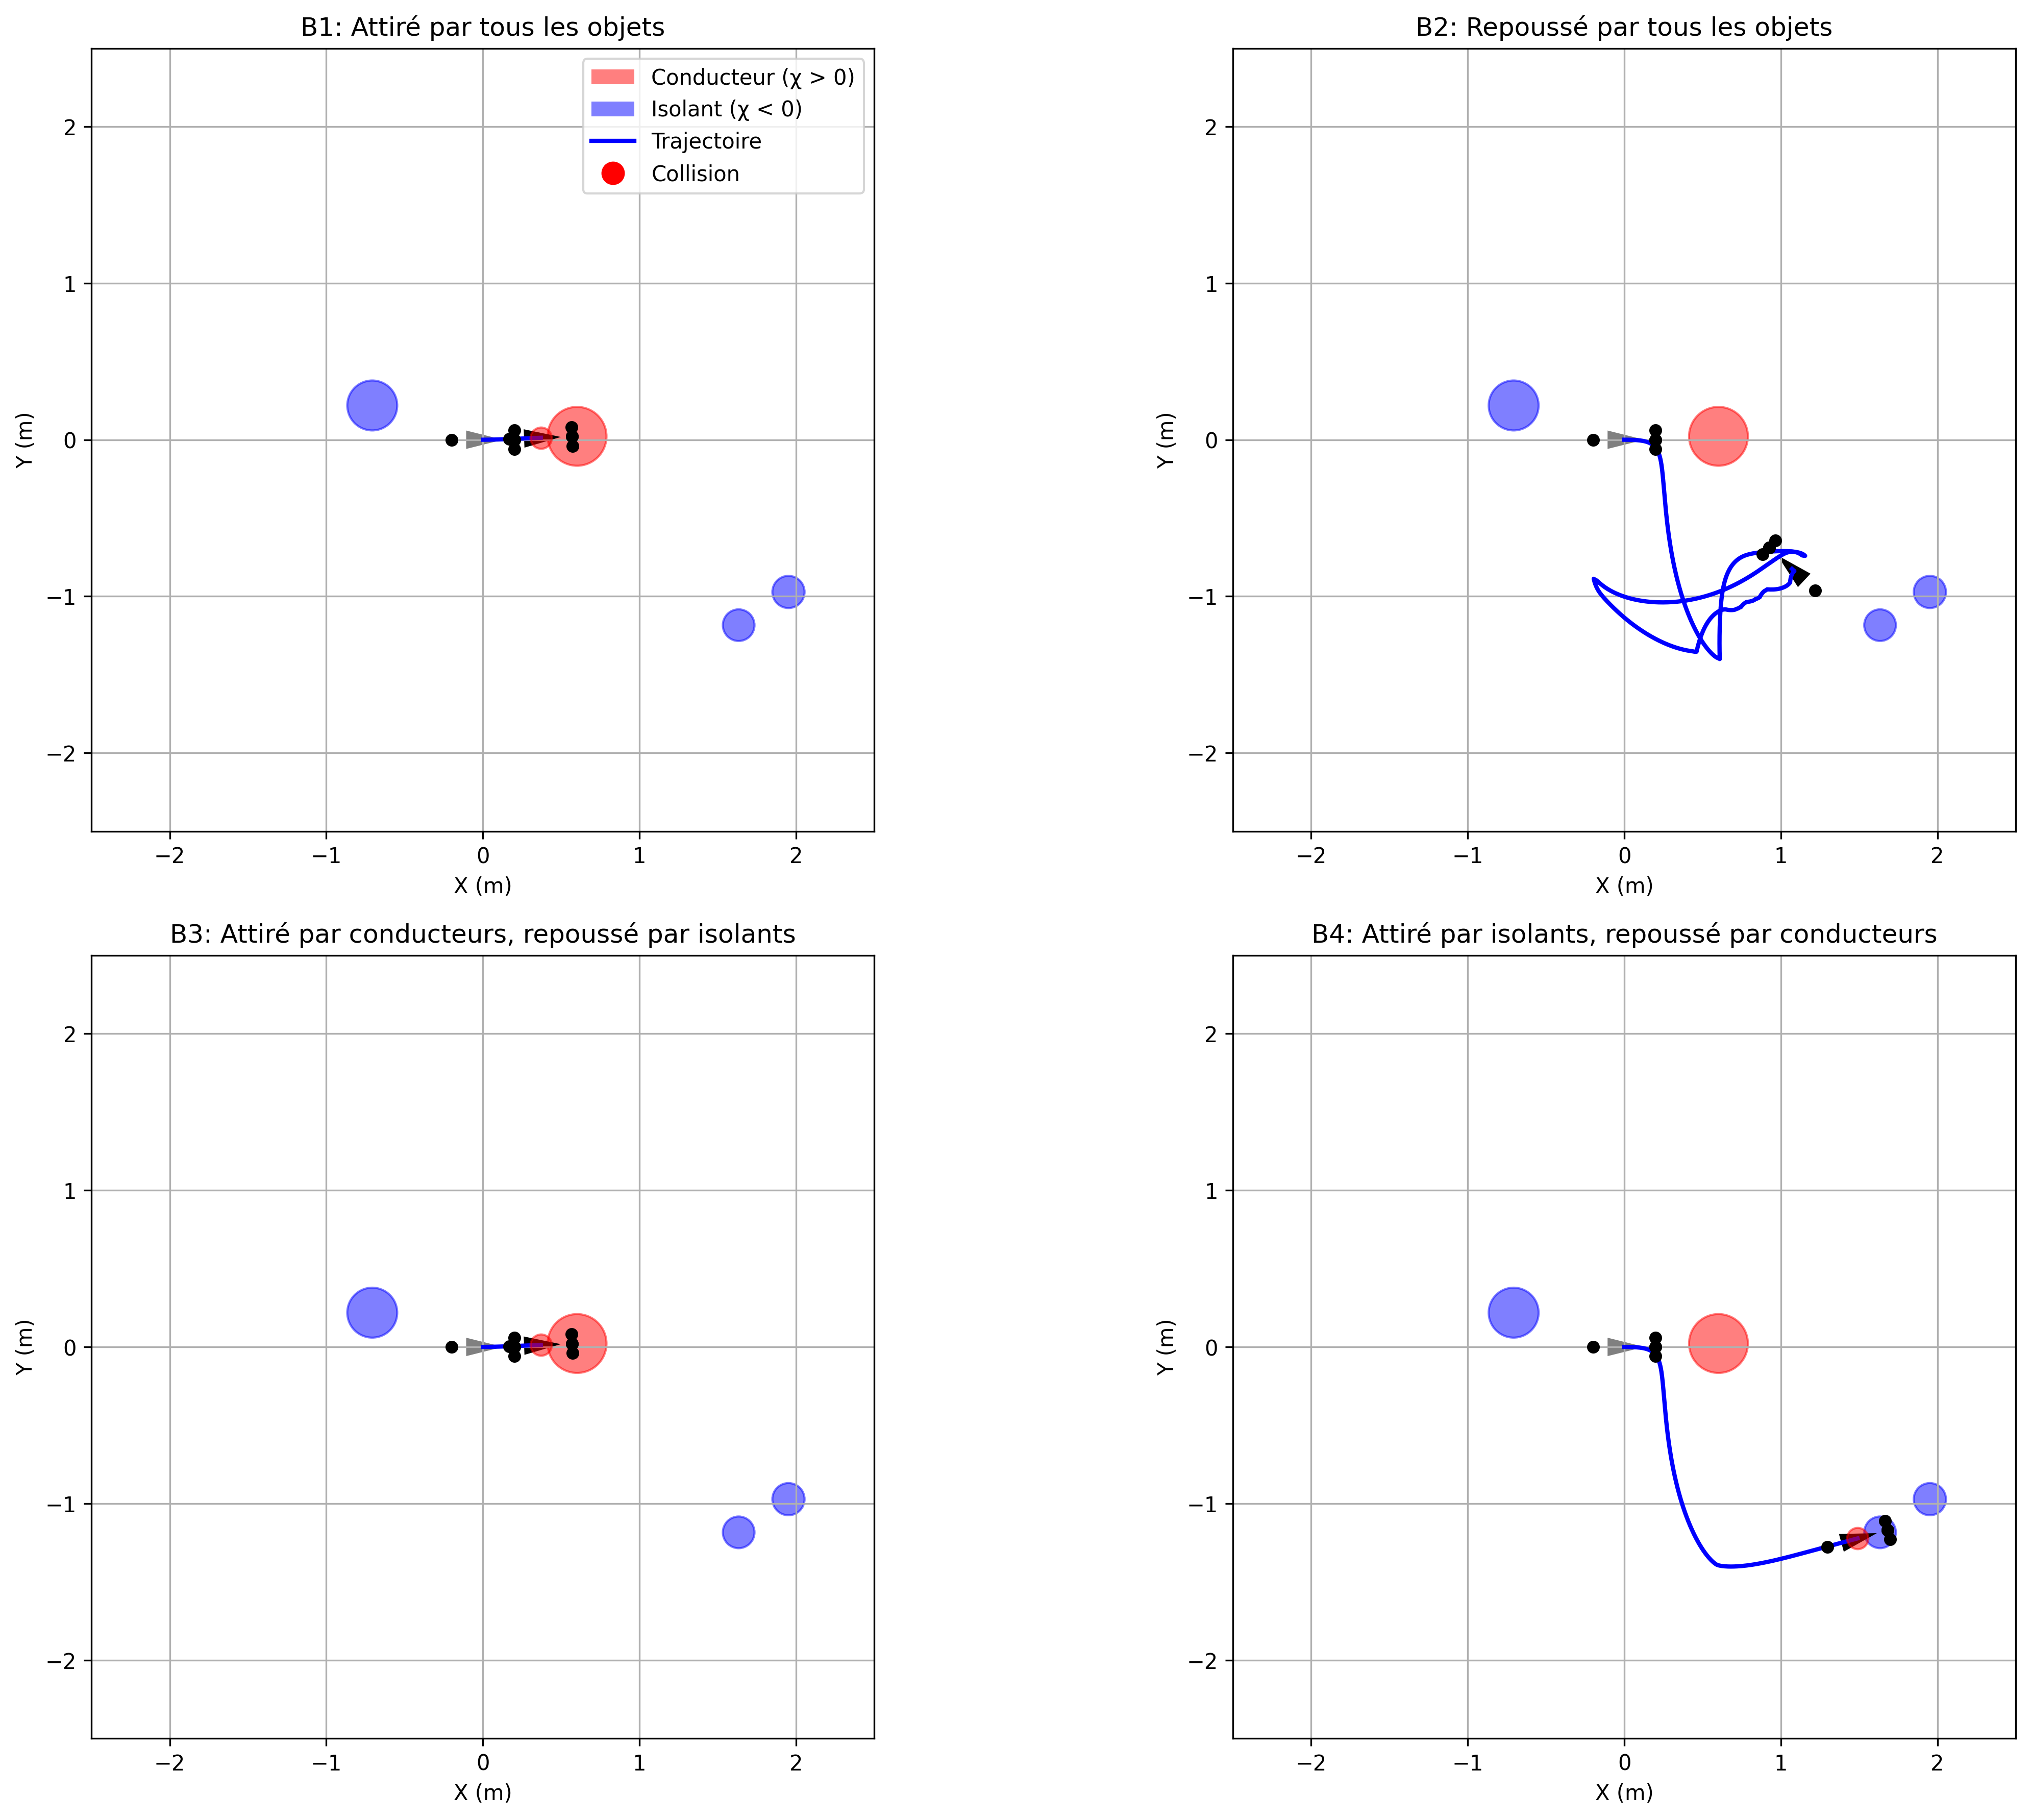 B1: Attiré par tous les objets
Conducteur (χ > 0)
Isolant (χ < 0)
Trajectoire
Collision
2
1
0
−1
−2
Y (m)
−2
−1
0
1
2
X (m)
B2: Repoussé par tous les objets
2
1
0
−1
−2
Y (m)
−2
−1
0
1
2
X (m)
B3: Attiré par conducteurs, repoussé par isolants
2
1
0
−1
−2
Y (m)
−2
−1
0
1
2
X (m)
B4: Attiré par isolants, repoussé par conducteurs
2
1
0
−1
−2
Y (m)
−2
−1
0
1
2
X (m)